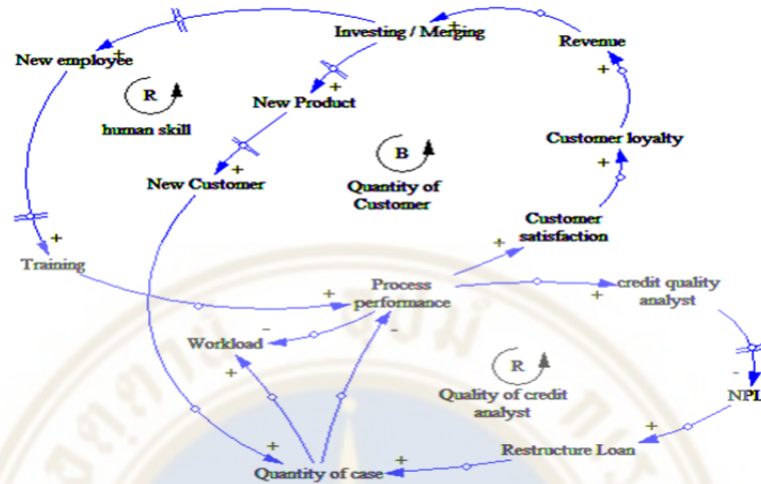 Investing / Merging
+
Revenue
+
New employee
+
R
human skill
+
New Product
+
Customer loyalty
+
B
Quantity of
Customer
New Customer
+
Customer
satisfaction
+
+
Training
Process
performance
+
credit quality
analyst
+
-
-
Workload
+
R
Quality of credit
analyst
-
NPL
+
Restructure Loan
+
+
Quantity of case